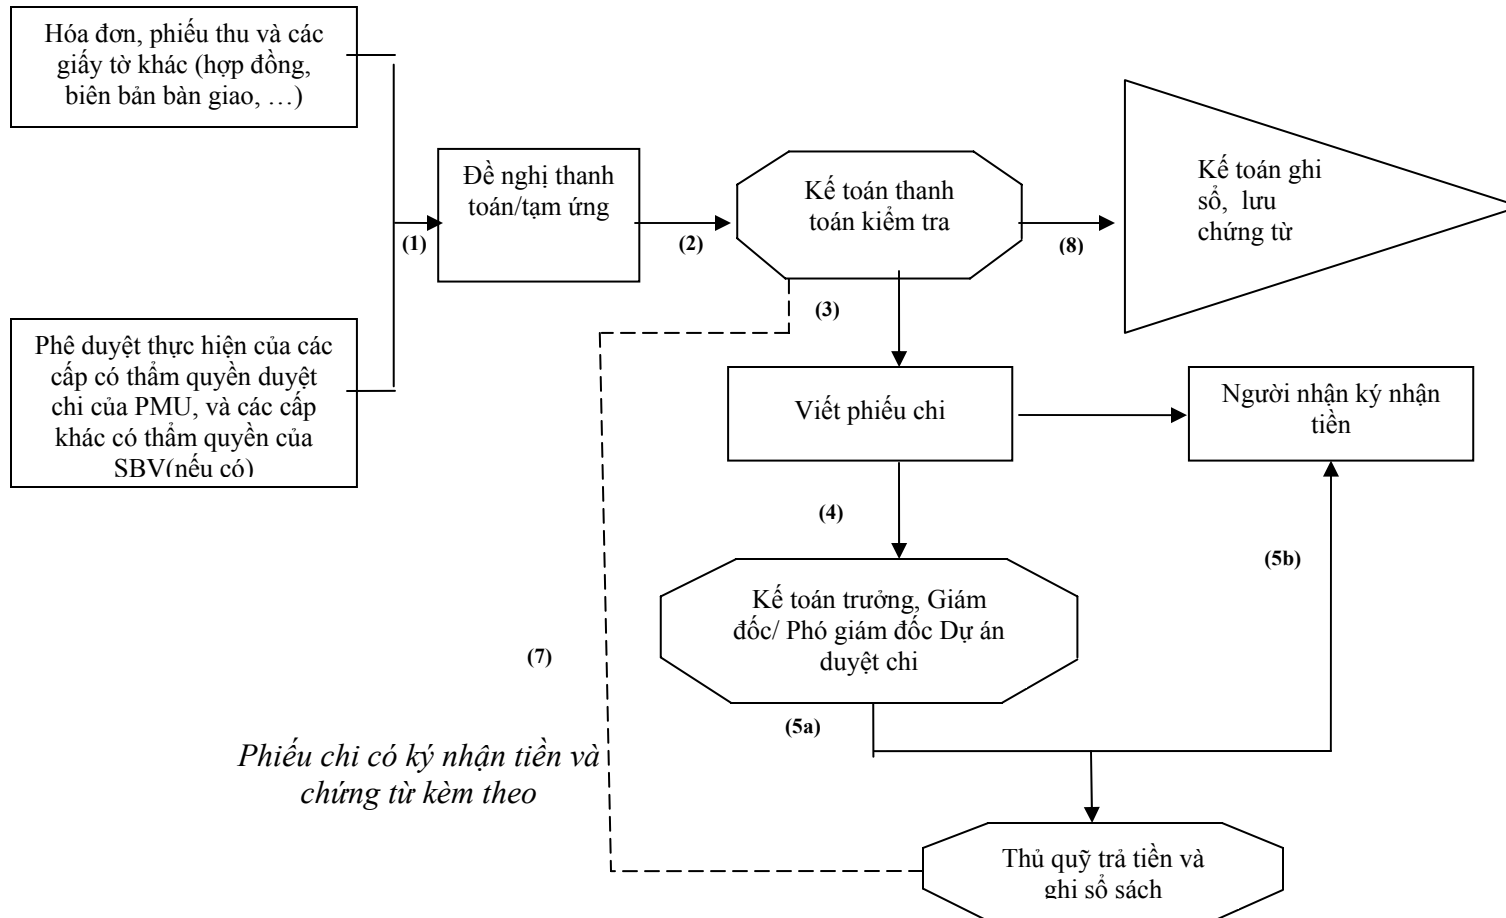 Hóa đơn, phiếu thu và các
giấy tờ khác (hợp đồng,
biên bản bàn giao, …)
Đề nghị thanh
toán/tạm ứng
Kế toán thanh
toán kiểm tra
Kế toán ghi
sổ, lưu
chứng từ
(1)
(2)
(8)
(3)
Phê duyệt thực hiện của các
cấp có thẩm quyền duyệt
chi của PMU, và các cấp
khác có thẩm quyền của
SBV(nếu có)
Viết phiếu chi
Người nhận ký nhận
tiền
(4)
(5b)
Kế toán trưởng, Giám
đốc/ Phó giám đốc Dự án
duyệt chi
(7)
(5a)
Phiếu chi có ký nhận tiền và
chứng từ kèm theo
Thủ quỹ trả tiền và
ghi sổ sách